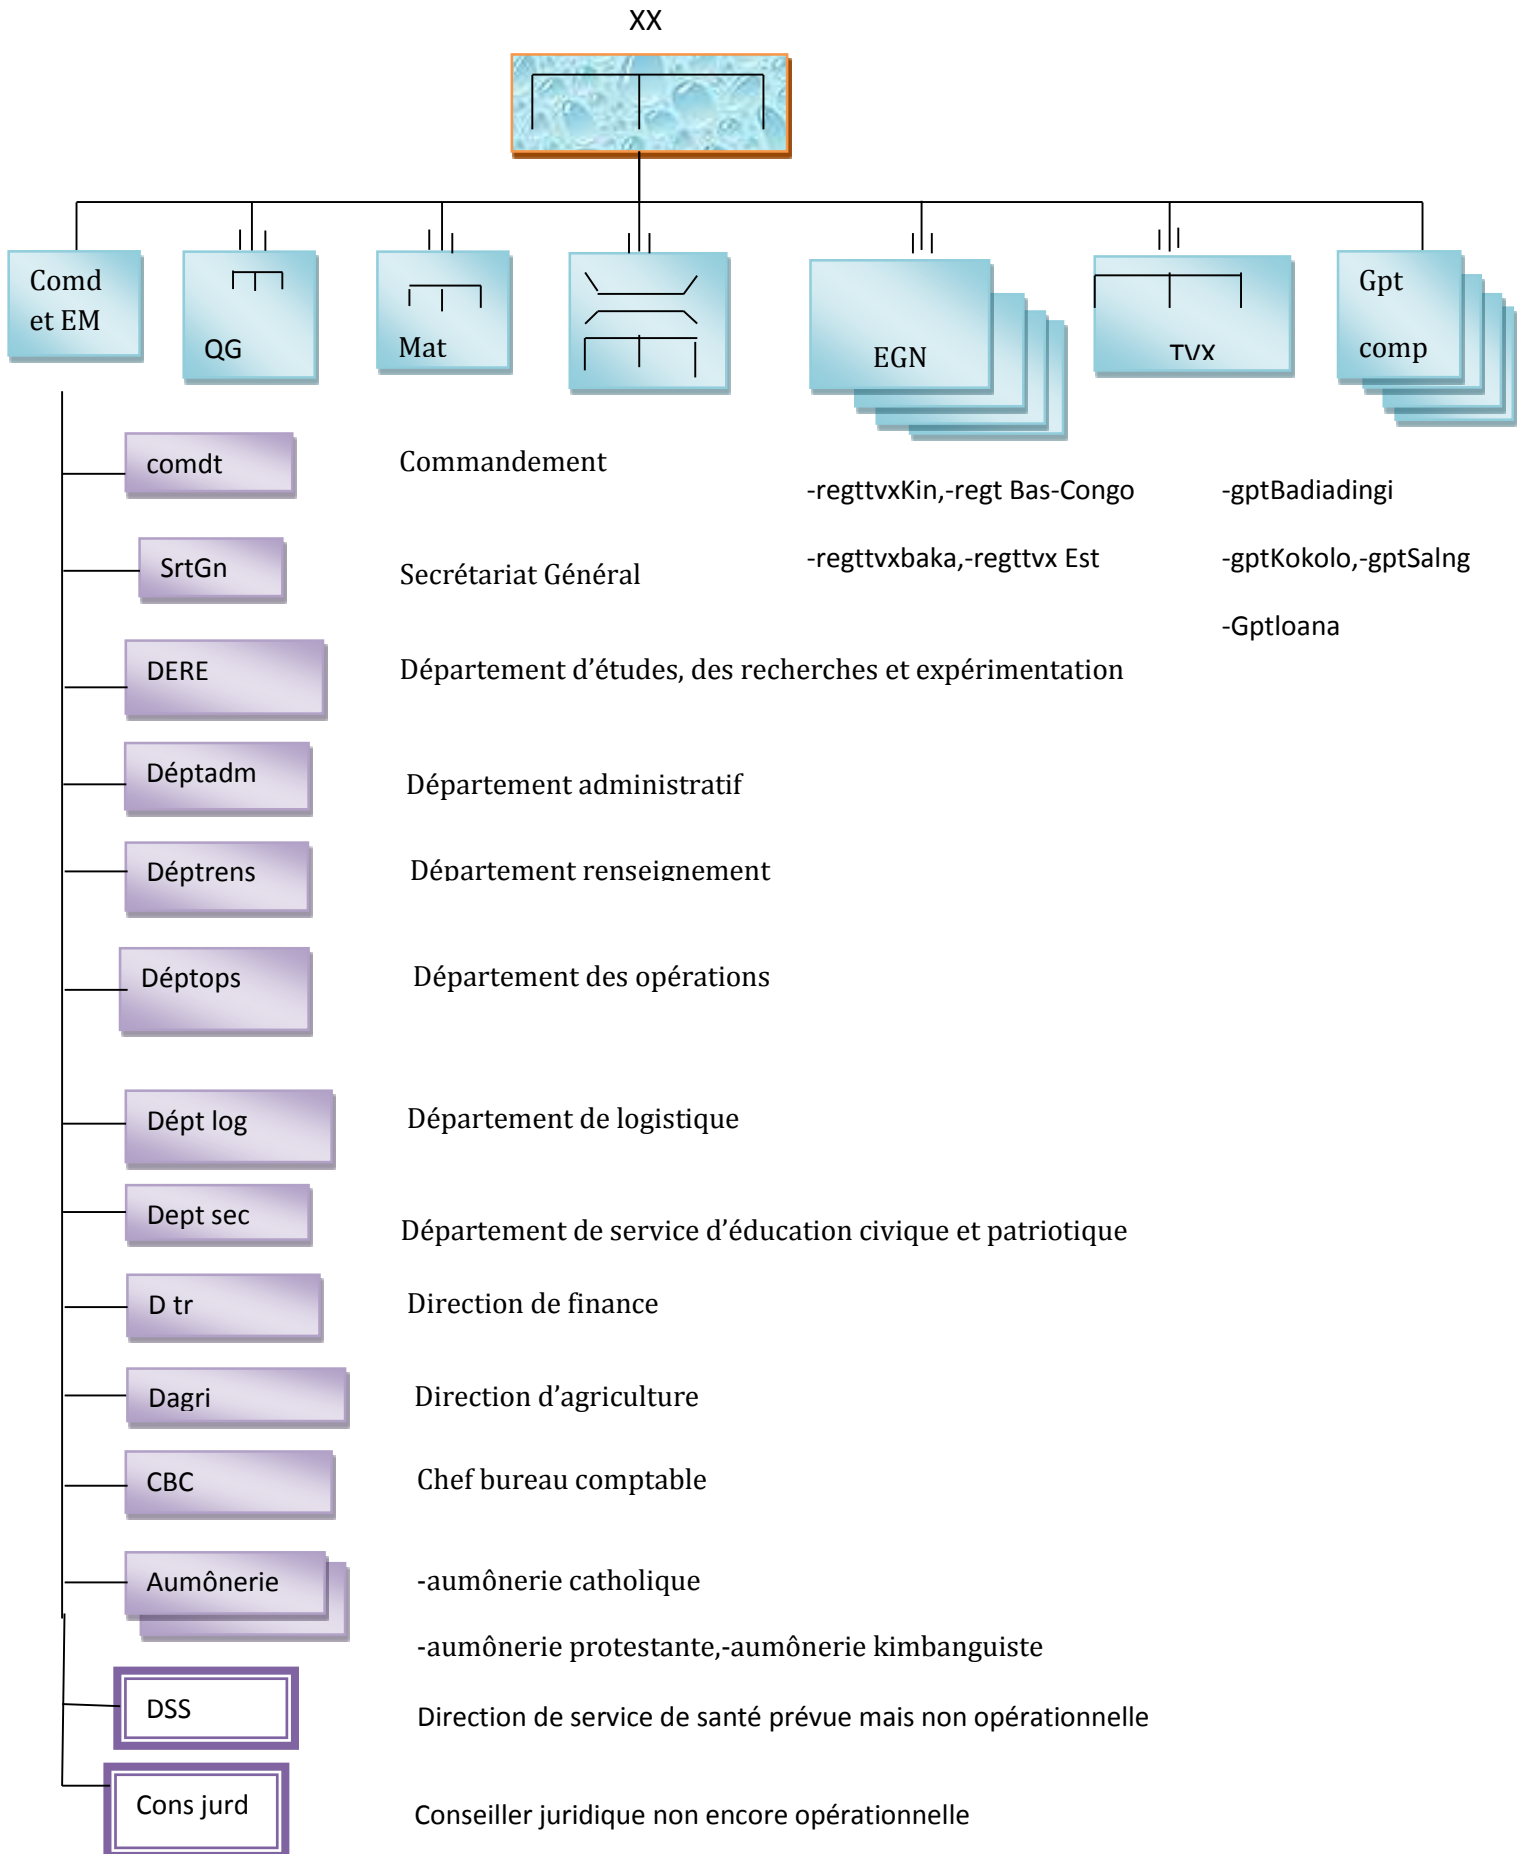 XX
Comd
et EM
QG
Mat
EGN
TVX
Gpt
comp
comdt
Commandement
-regttvxKin,-regt Bas-Congo
-gptBadiadingi
SrtGn
Secrétariat Général
-regttvxbaka,-regttvx Est
-gptKokolo,-gptSalng
-Gptloana
DERE
Département d’études, des recherches et expérimentation
Déptadm
Département administratif
Déptrens
Département renseignement
Déptops
Département des opérations
Dépt log
Département de logistique
Dept sec
Département de service d’éducation civique et patriotique
D tr
Direction de finance
Dagri
Direction d’agriculture
CBC
Chef bureau comptable
Aumônerie
-aumônerie catholique
-aumônerie protestante,-aumônerie kimbanguiste
DSS
Direction de service de santé prévue mais non opérationnelle
Cons jurd
Conseiller juridique non encore opérationnelle